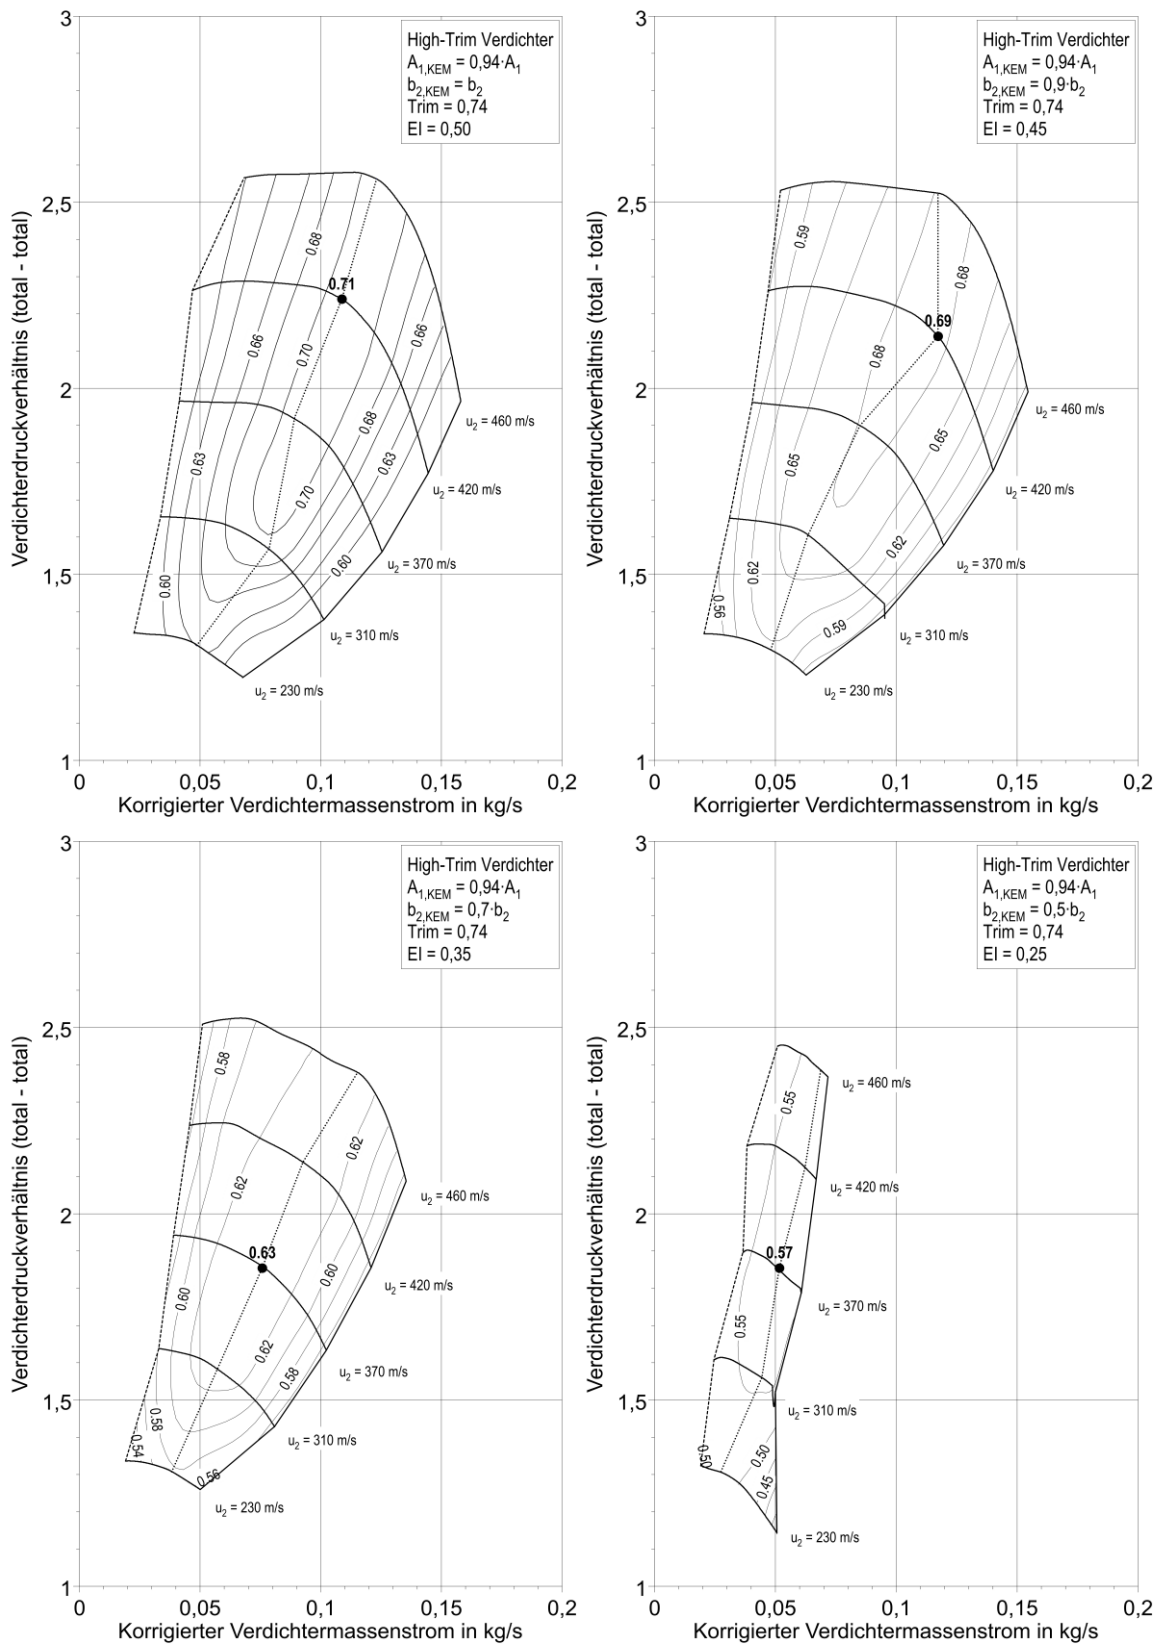 3
High-Trim Verdichter
A1,KEM = 0,94·A1
b2,KEM = b2
Trim = 0,74
EI = 0,50
2,5
2
1,5
1
0.68
0.71
0.66
0.70
0.66
0.68
0.63
0.63
0.70
0.60
0.60
u2 = 460 m/s
u2 = 420 m/s
u2 = 370 m/s
u2 = 310 m/s
u2 = 230 m/s
0
0,05
0,1
0,15
0,2
Verdichterdruckverhältnis (total - total)
Korrigierter Verdichtermassenstrom in kg/s
3
High-Trim Verdichter
A1,KEM = 0,94·A1
b2,KEM = 0,9·b2
Trim = 0,74
EI = 0,45
2,5
2
1,5
1
0.59
0.68
0.69
0.68
0.65
0.65
0.62
0.62
0.56
0.59
u2 = 460 m/s
u2 = 420 m/s
u2 = 370 m/s
u2 = 310 m/s
u2 = 230 m/s
0
0,05
0,1
0,15
0,2
Verdichterdruckverhältnis (total - total)
Korrigierter Verdichtermassenstrom in kg/s
3
High-Trim Verdichter
A1,KEM = 0,94·A1
b2,KEM = 0,7·b2
Trim = 0,74
EI = 0,35
2,5
2
1,5
1
0.58
0.62
0.62
0.63
0.60
0.60
0.62
0.58
0.58
0.54
0.56
u2 = 460 m/s
u2 = 420 m/s
u2 = 370 m/s
u2 = 310 m/s
u2 = 230 m/s
0
0,05
0,1
0,15
0,2
Verdichterdruckverhältnis (total - total)
Korrigierter Verdichtermassenstrom in kg/s
3
High-Trim Verdichter
A1,KEM = 0,94·A1
b2,KEM = 0,5·b2
Trim = 0,74
EI = 0,25
2,5
2
1,5
1
0.55
0.57
0.55
0.50
0.50
0.45
u2 = 460 m/s
u2 = 420 m/s
u2 = 370 m/s
u2 = 310 m/s
u2 = 230 m/s
0
0,05
0,1
0,15
0,2
Verdichterdruckverhältnis (total - total)
Korrigierter Verdichtermassenstrom in kg/s